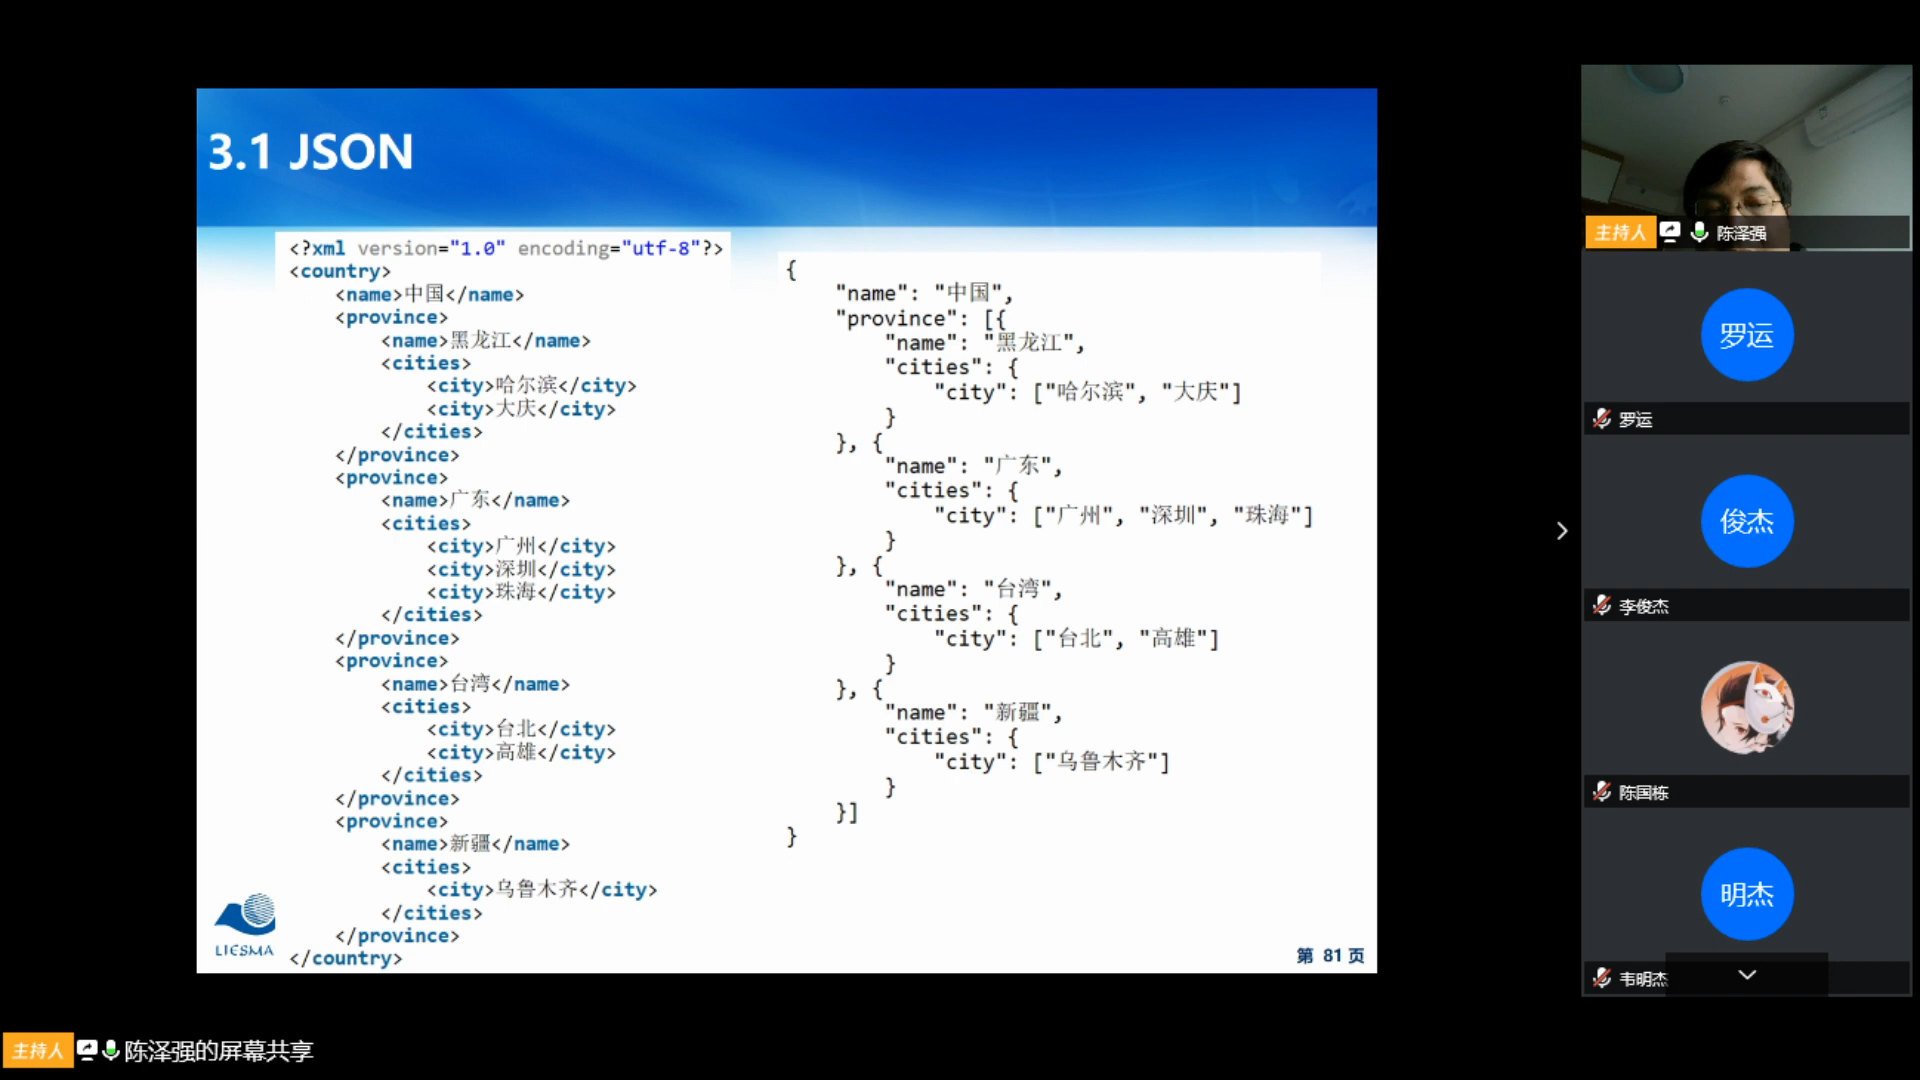 3.1 JSON
<?xml version="1.0" encoding="utf-8"?>
<country>
<name>中国</name>
<province>
<name>黑龙江</name>
<cities>
<city>哈尔滨</city>
<city>大庆</city>
</cities>
</province>
<province>
<name>广东</name>
<cities>
<city>广州</city>
<city>深圳</city>
<city>珠海</city>
</cities>
</province>
<province>
<name>台湾</name>
<cities>
<city>台北</city>
<city>高雄</city>
</cities>
</province>
<province>
<name>新疆</name>
<cities>
<city>乌鲁木齐</city>
</cities>
</province>
</country>
{
"name": "中国",
"province": [{
"name": "黑龙江",
"cities": {
"city": ["哈尔滨", "大庆"]
}
}, {
"name": "广东",
"cities": {
"city": ["广州", "深圳", "珠海"]
}
}, {
"name": "台湾",
"cities": {
"city": ["台北", "高雄"]
}
}, {
"name": "新疆",
"cities": {
"city": ["乌鲁木齐"]
}
}]
}
LIESMA
第 81 页
主持人 陈泽强
罗运
罗运
俊杰
李俊杰
陈国栋
明杰
韦明杰
主持人 陈泽强的屏幕共享